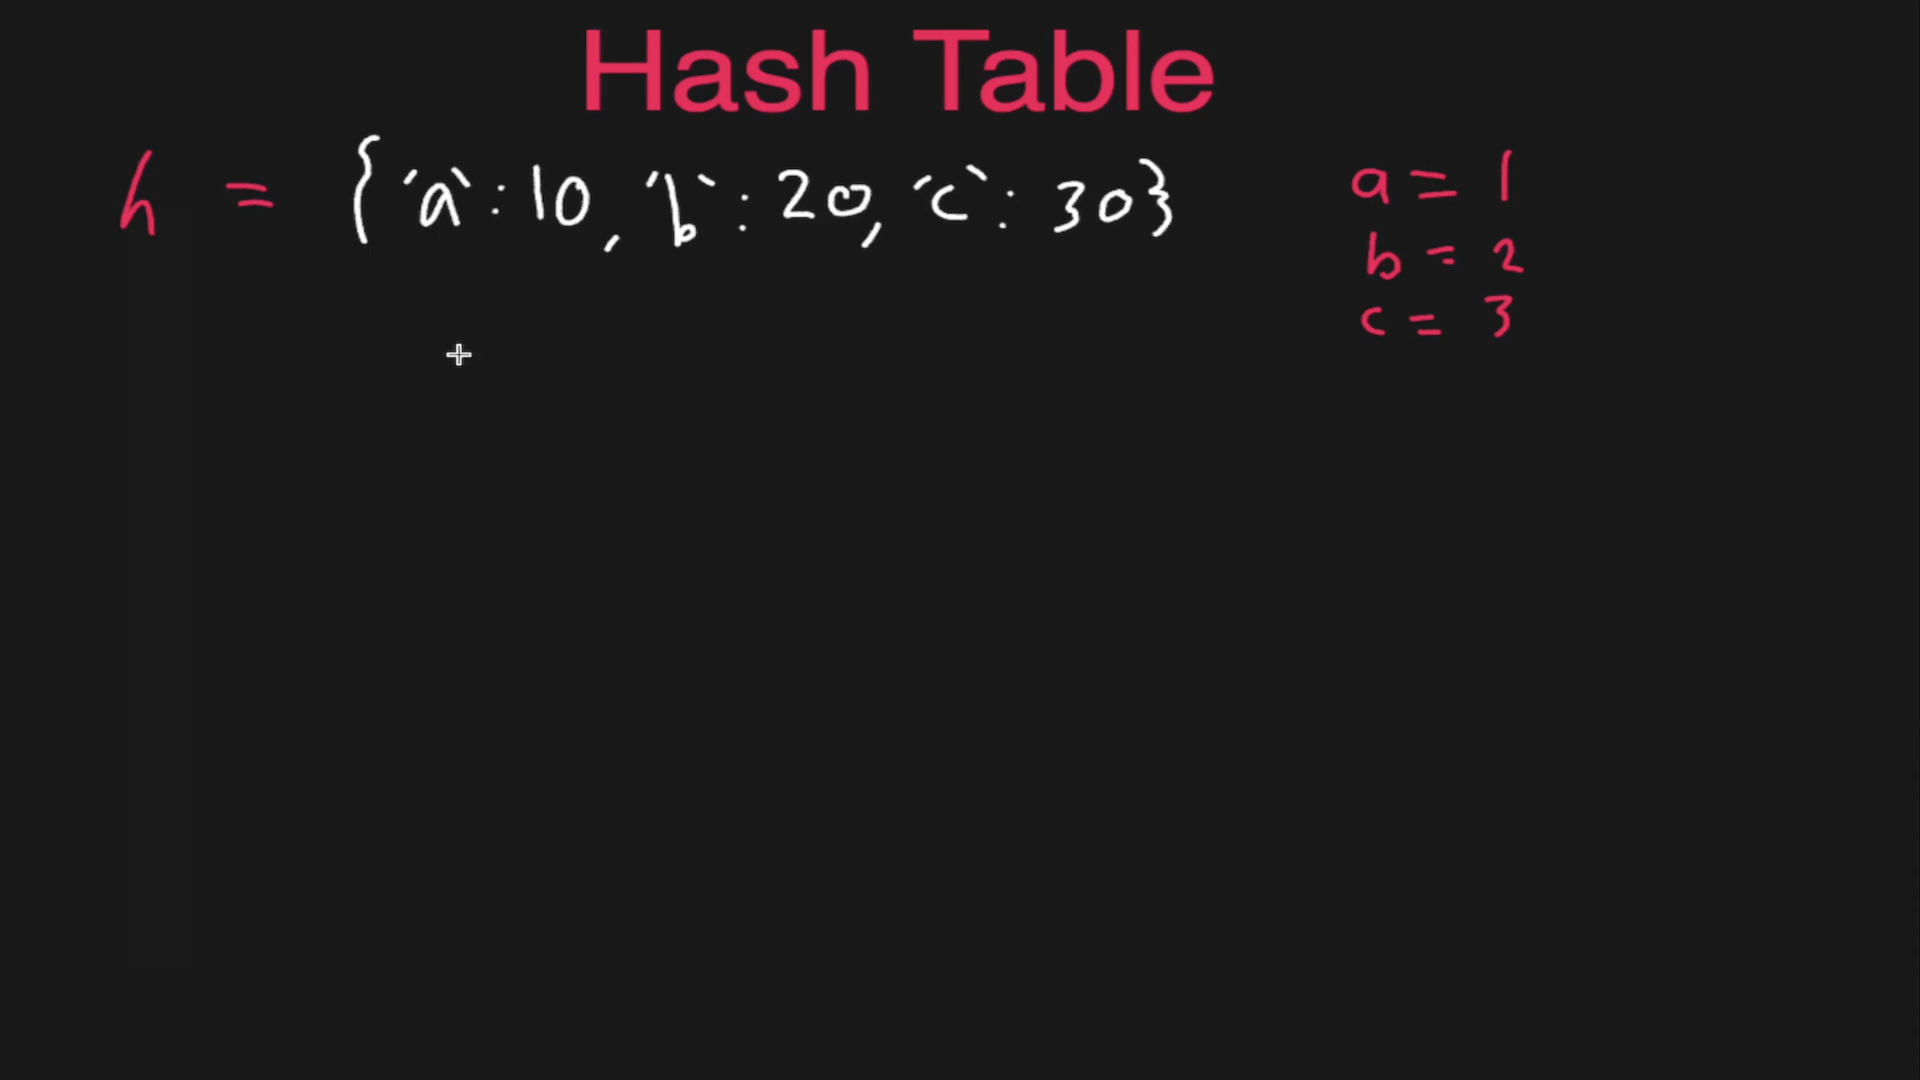 Hash Table
h = {'a':10, 'b':20, 'c':30}
a = 1
b = 2
c = 3